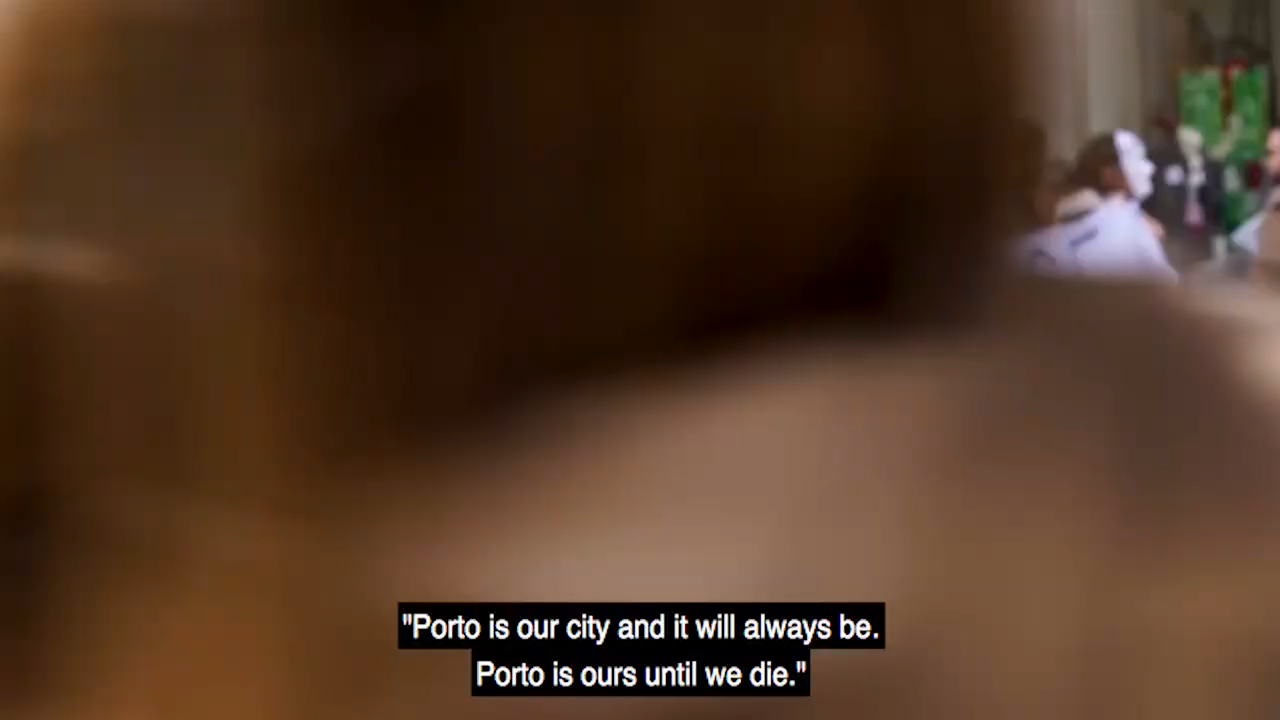 "Porto is our city and it will always be.
Porto is ours until we die."